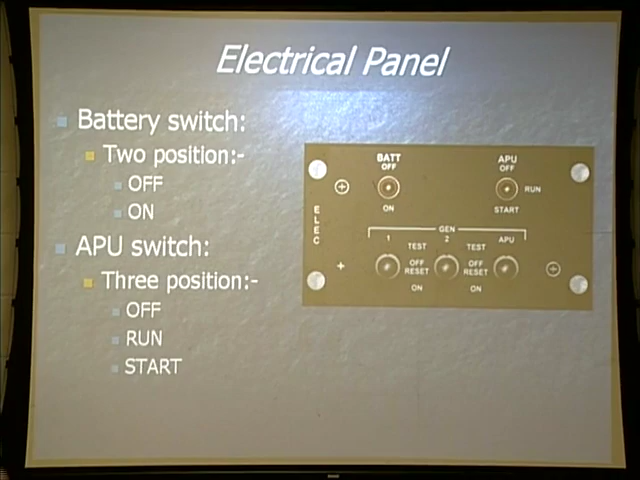 Electrical Panel
Battery switch:
Two position:-
OFF
ON
APU switch:
Three position:-
OFF
RUN
START
BATT
OFF
ON
APU
OFF
RUN
START
ELEC
GEN
1
TEST
2
TEST
APU
OFF
RESET
OFF
RESET
ON
ON